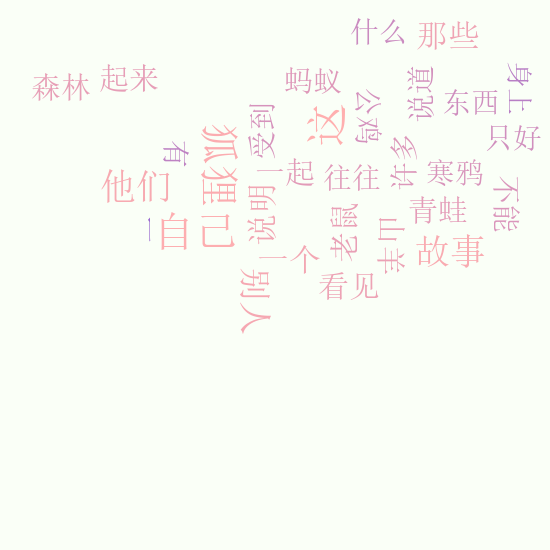 什么
那些
森林
起来
蚂蚁
说道
身上
东西
公鸡
这
受到
狐狸
有
只好
许多
一起
往往
寒鸦
他们
说明
不能
青蛙
老鼠
自己
一
羊皿
故事
一个
看见
别人